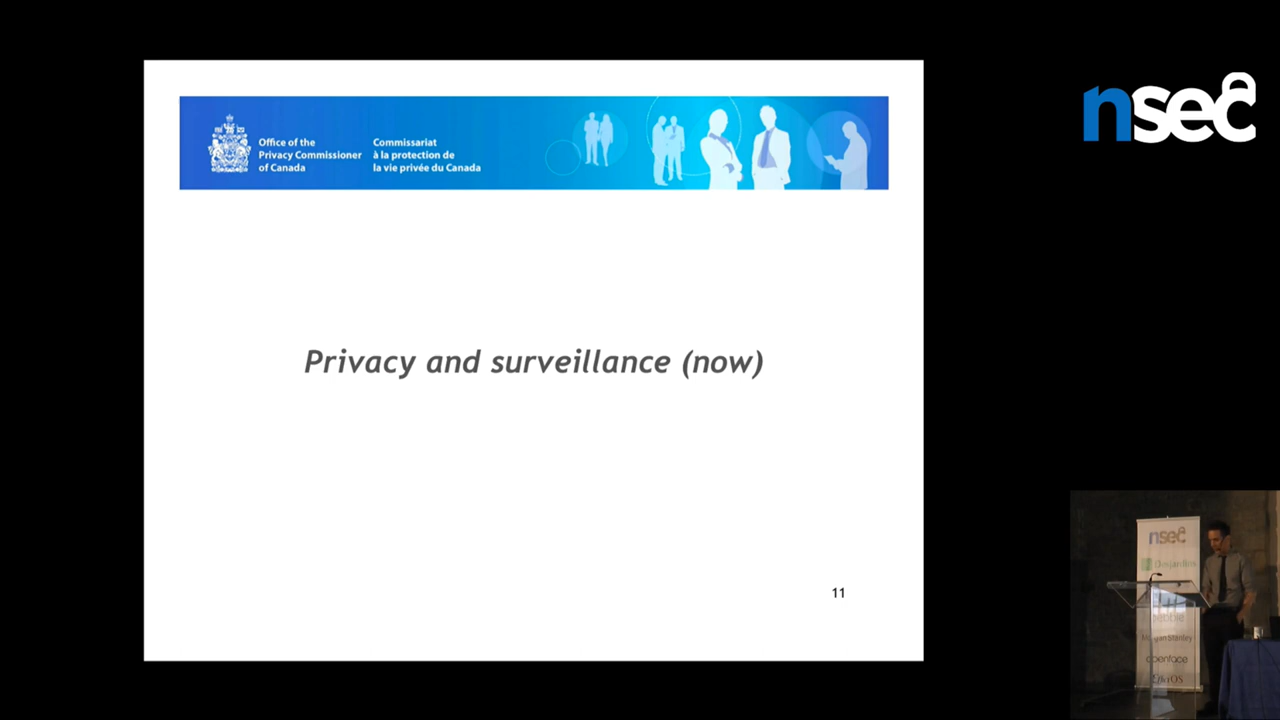 Office of the
Privacy Commissioner
of Canada
Commissariat
à la protection de
la vie privée du Canada
nsec
Privacy and surveillance (now)
11
nsec
Desjardins
Morgan Stanley